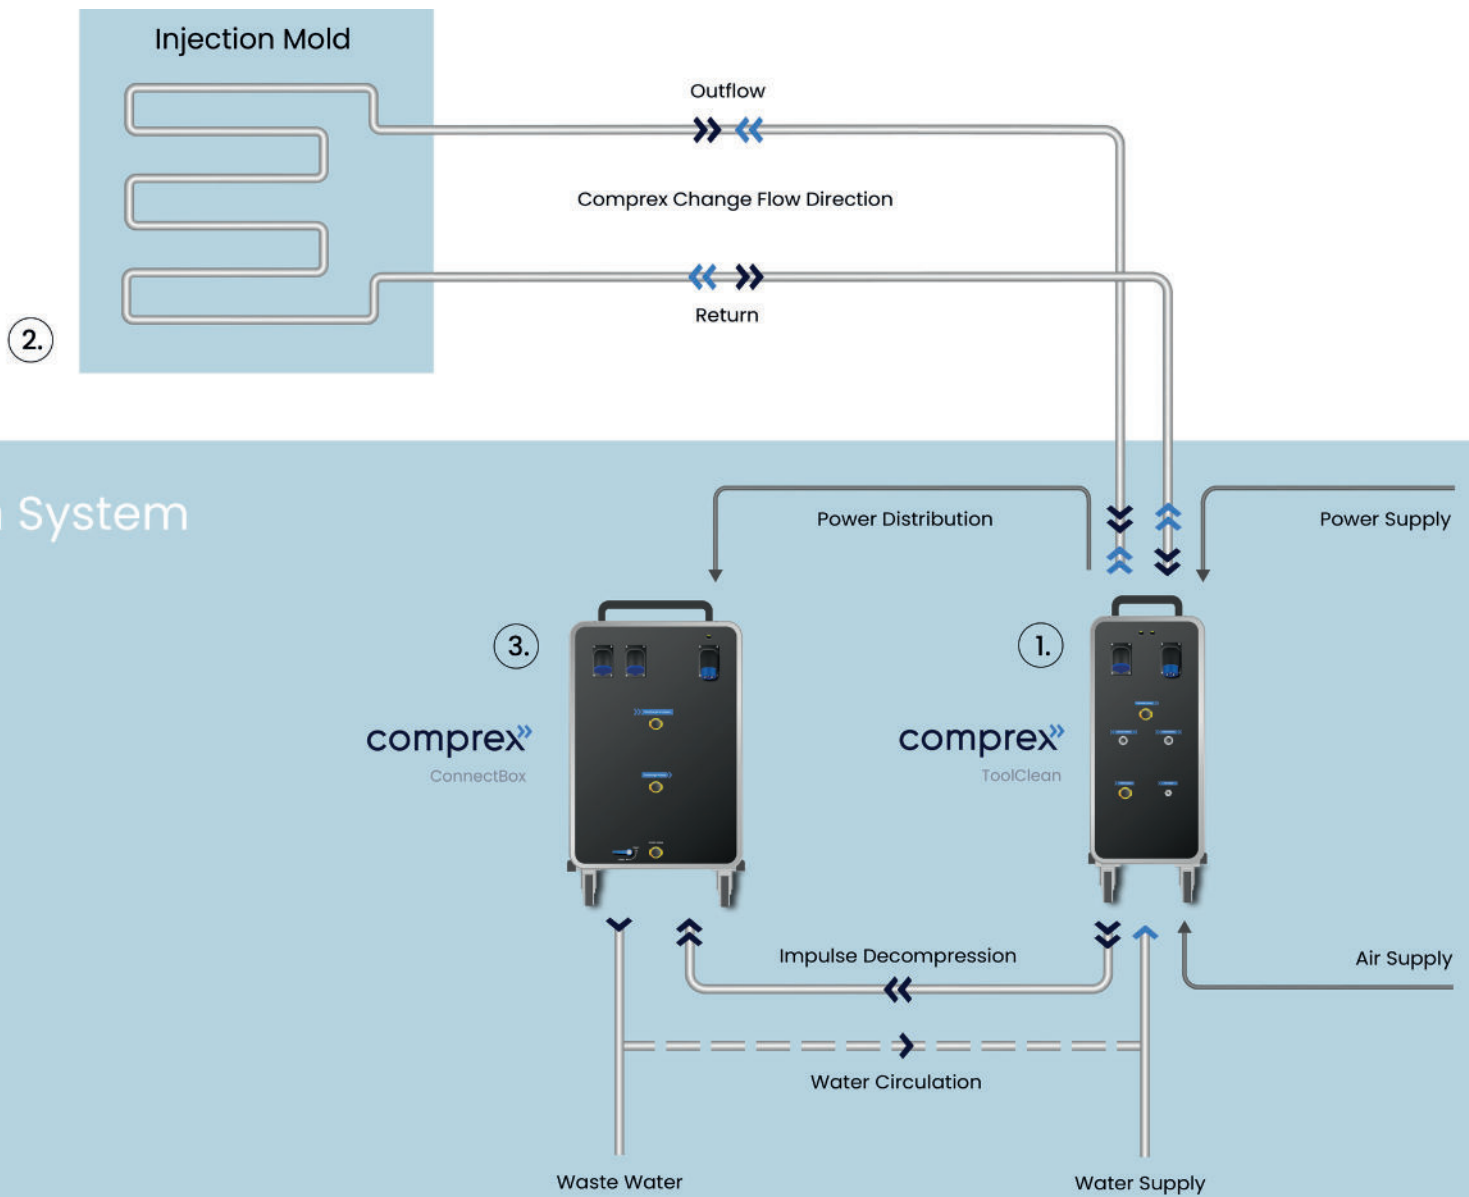 Injection Mold
Outflow
Comprex Change Flow Direction
Return
2.
System
Power Distribution
Power Supply
3.
1.
comprex
ConnectBox
comprex
ToolClean
Impulse Decompression
Air Supply
Water Circulation
Waste Water
Water Supply